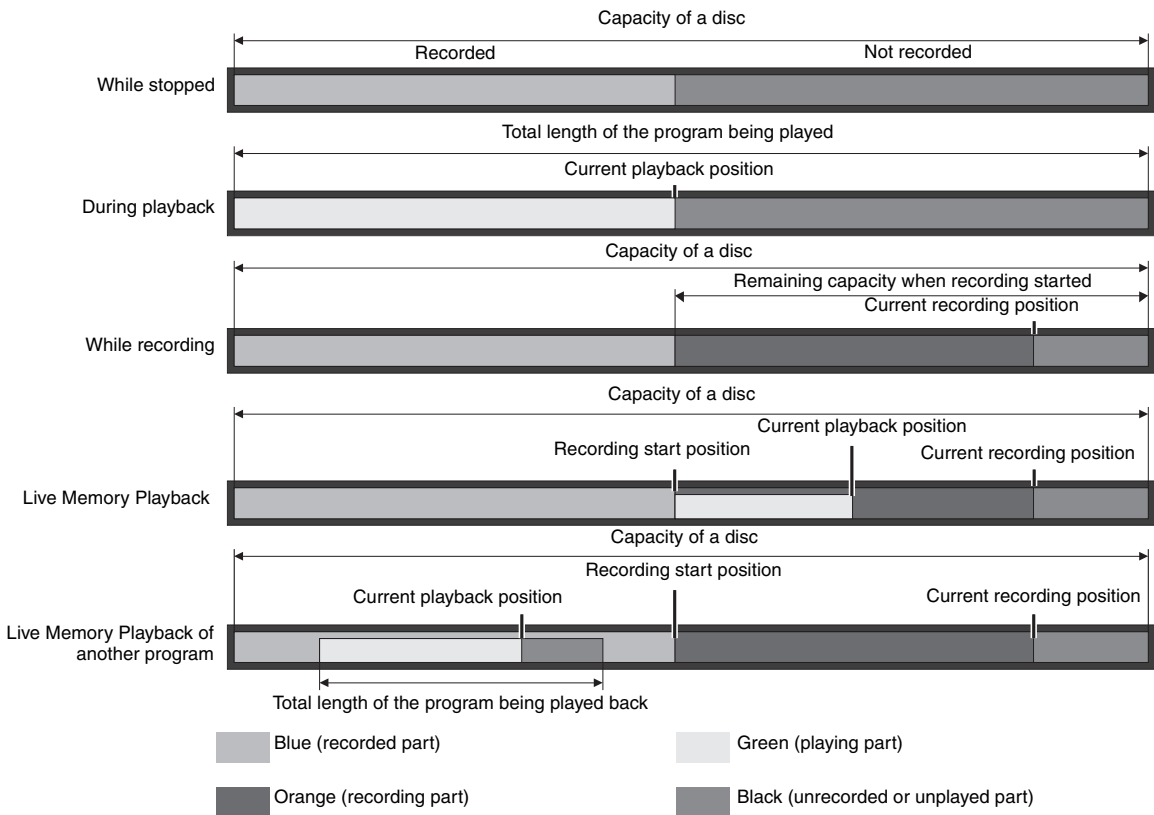 Capacity of a disc
Recorded
Not recorded
While stopped
Total length of the program being played
Current playback position
During playback
Capacity of a disc
Remaining capacity when recording started
Current recording position
While recording
Capacity of a disc
Current playback position
Recording start position
Current recording position
Live Memory Playback
Capacity of a disc
Recording start position
Current playback position
Current recording position
Live Memory Playback of
another program
Total length of the program being played back
Blue (recorded part)
Green (playing part)
Orange (recording part)
Black (unrecorded or unplayed part)